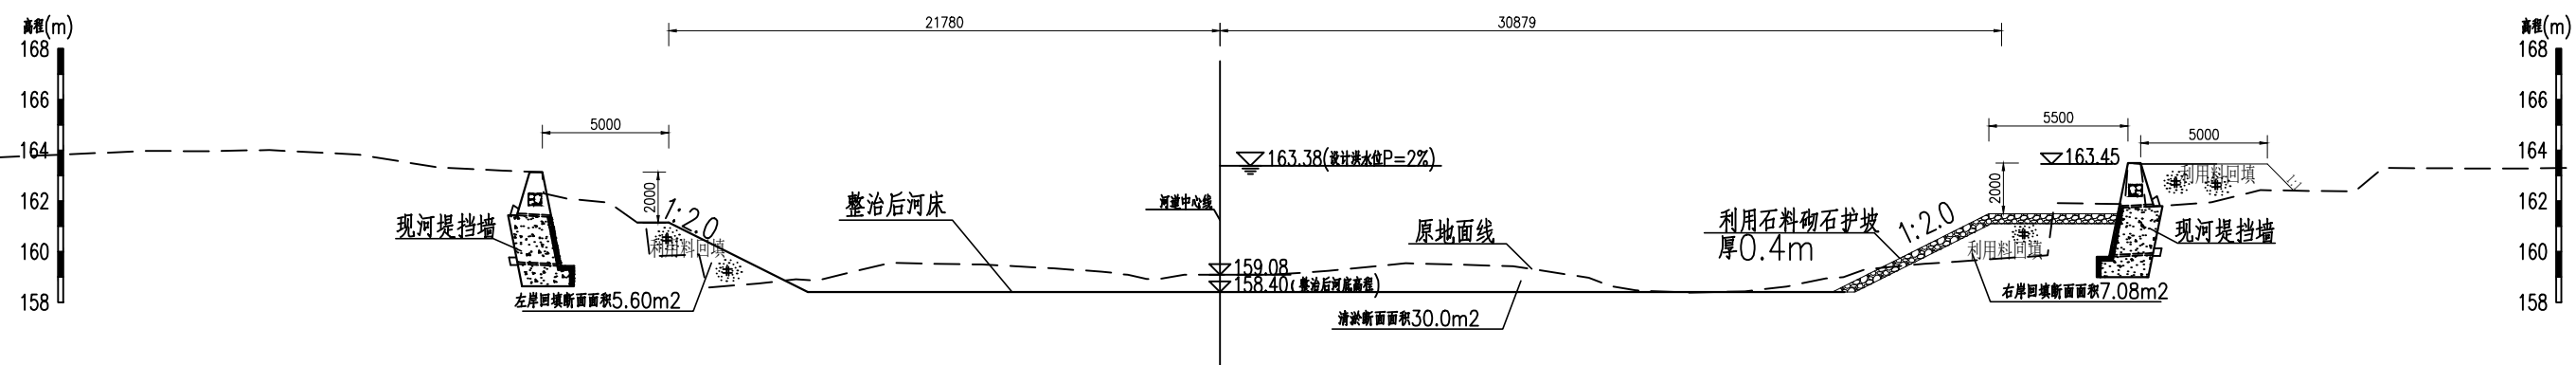 高程(m)
168
166
164
162
160
158
21780
30879
5000
2000
1:2.0
现河堤挡墙
利用料回填
左岸回填断面面积5.60m2
整治后河床
河道中心线
163.38(设计洪水位P=2%)
159.08
158.40(整治后河底高程)
原地面线
清淤断面面积30.0m2
利用石料砌石护坡
厚0.4m
1:2.0
5500
5000
163.45
2000
利用料回填
利用料回填
现河堤挡墙
右岸回填断面面积7.08m2
高程(m)
168
166
164
162
160
158